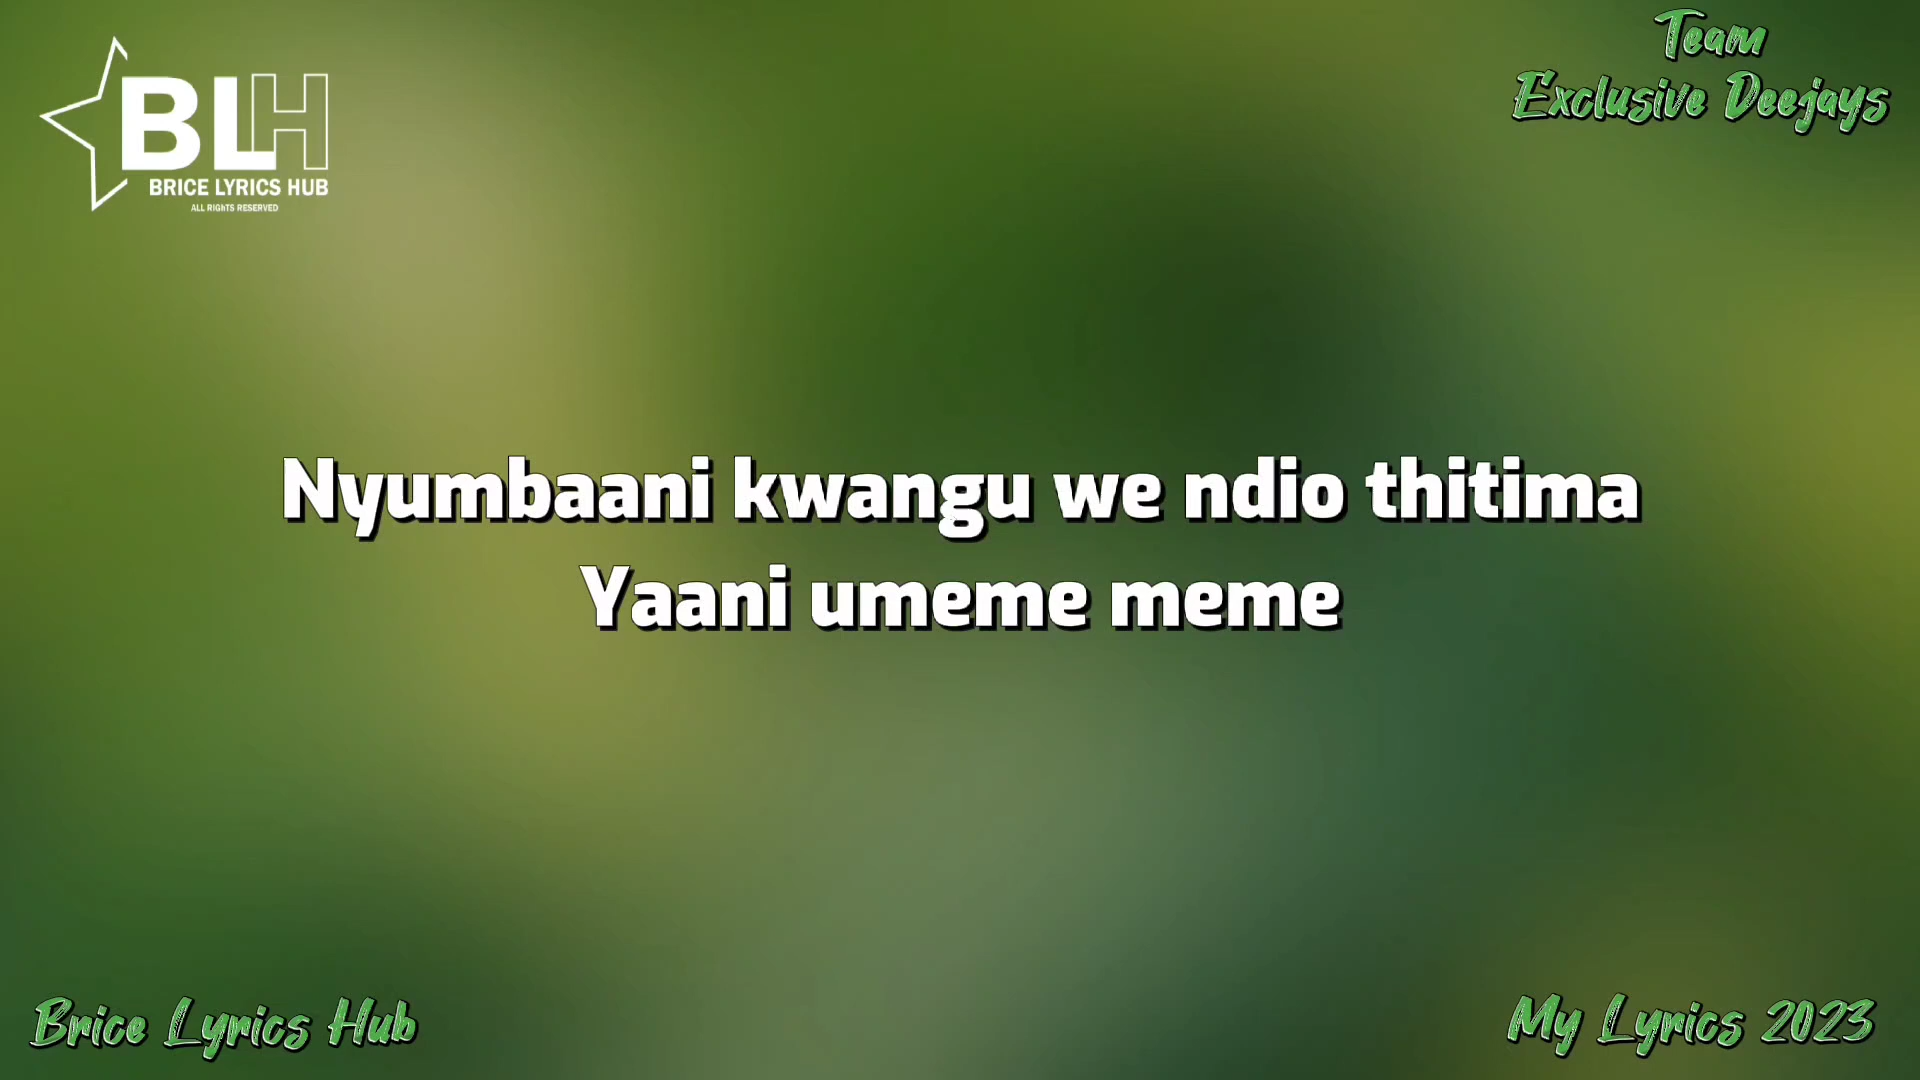 BLH
BRICE LYRICS HUB
ALL RIGHTS RESERVED
Team
Exclusive Deejays
Nyumbaani kwangu we ndio thitima
Yaani umeme meme
Brice Lyrics Hub
My Lyrics 2023